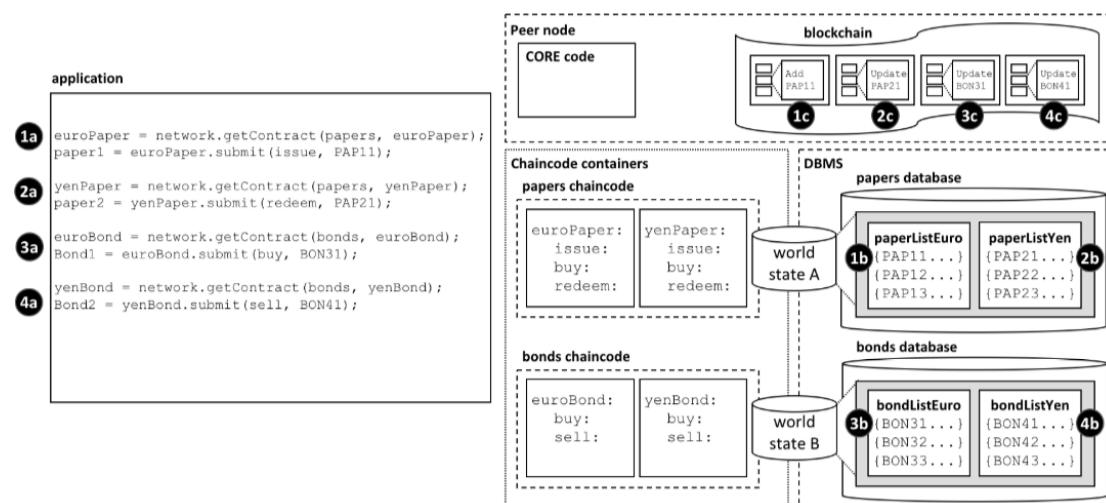 application
1a
euroPaper = network.getContract(papers, euroPaper);
paper1 = euroPaper.submit(issue, PAP11);
2a
yenPaper = network.getContract(papers, yenPaper);
paper2 = yenPaper.submit(redeem, PAP21);
3a
euroBond = network.getContract(bonds, euroBond);
Bond1 = euroBond.submit(buy, BON31);
4a
yenBond = network.getContract(bonds, yenBond);
Bond2 = yenBond.submit(sell, BON41);
Peer node
CORE code
blockchain
Add
PAP11
1c
Update
PAP21
2c
Update
BON31
3c
Update
BON41
4c
Chaincode containers
papers chaincode
euroPaper:
issue:
buy:
redeem:
yenPaper:
issue:
buy:
redeem:
world
state A
DBMS
papers database
1b
paperListEuro
{PAP11...}
{PAP12...}
{PAP13...}
paperListYen
{PAP21...}
{PAP22...}
{PAP23...}
2b
bonds chaincode
euroBond:
buy:
sell:
yenBond:
buy:
sell:
world
state B
bonds database
3b
bondListEuro
{BON31...}
{BON32...}
{BON33...}
bondListYen
{BON41...}
{BON42...}
{BON43...}
4b